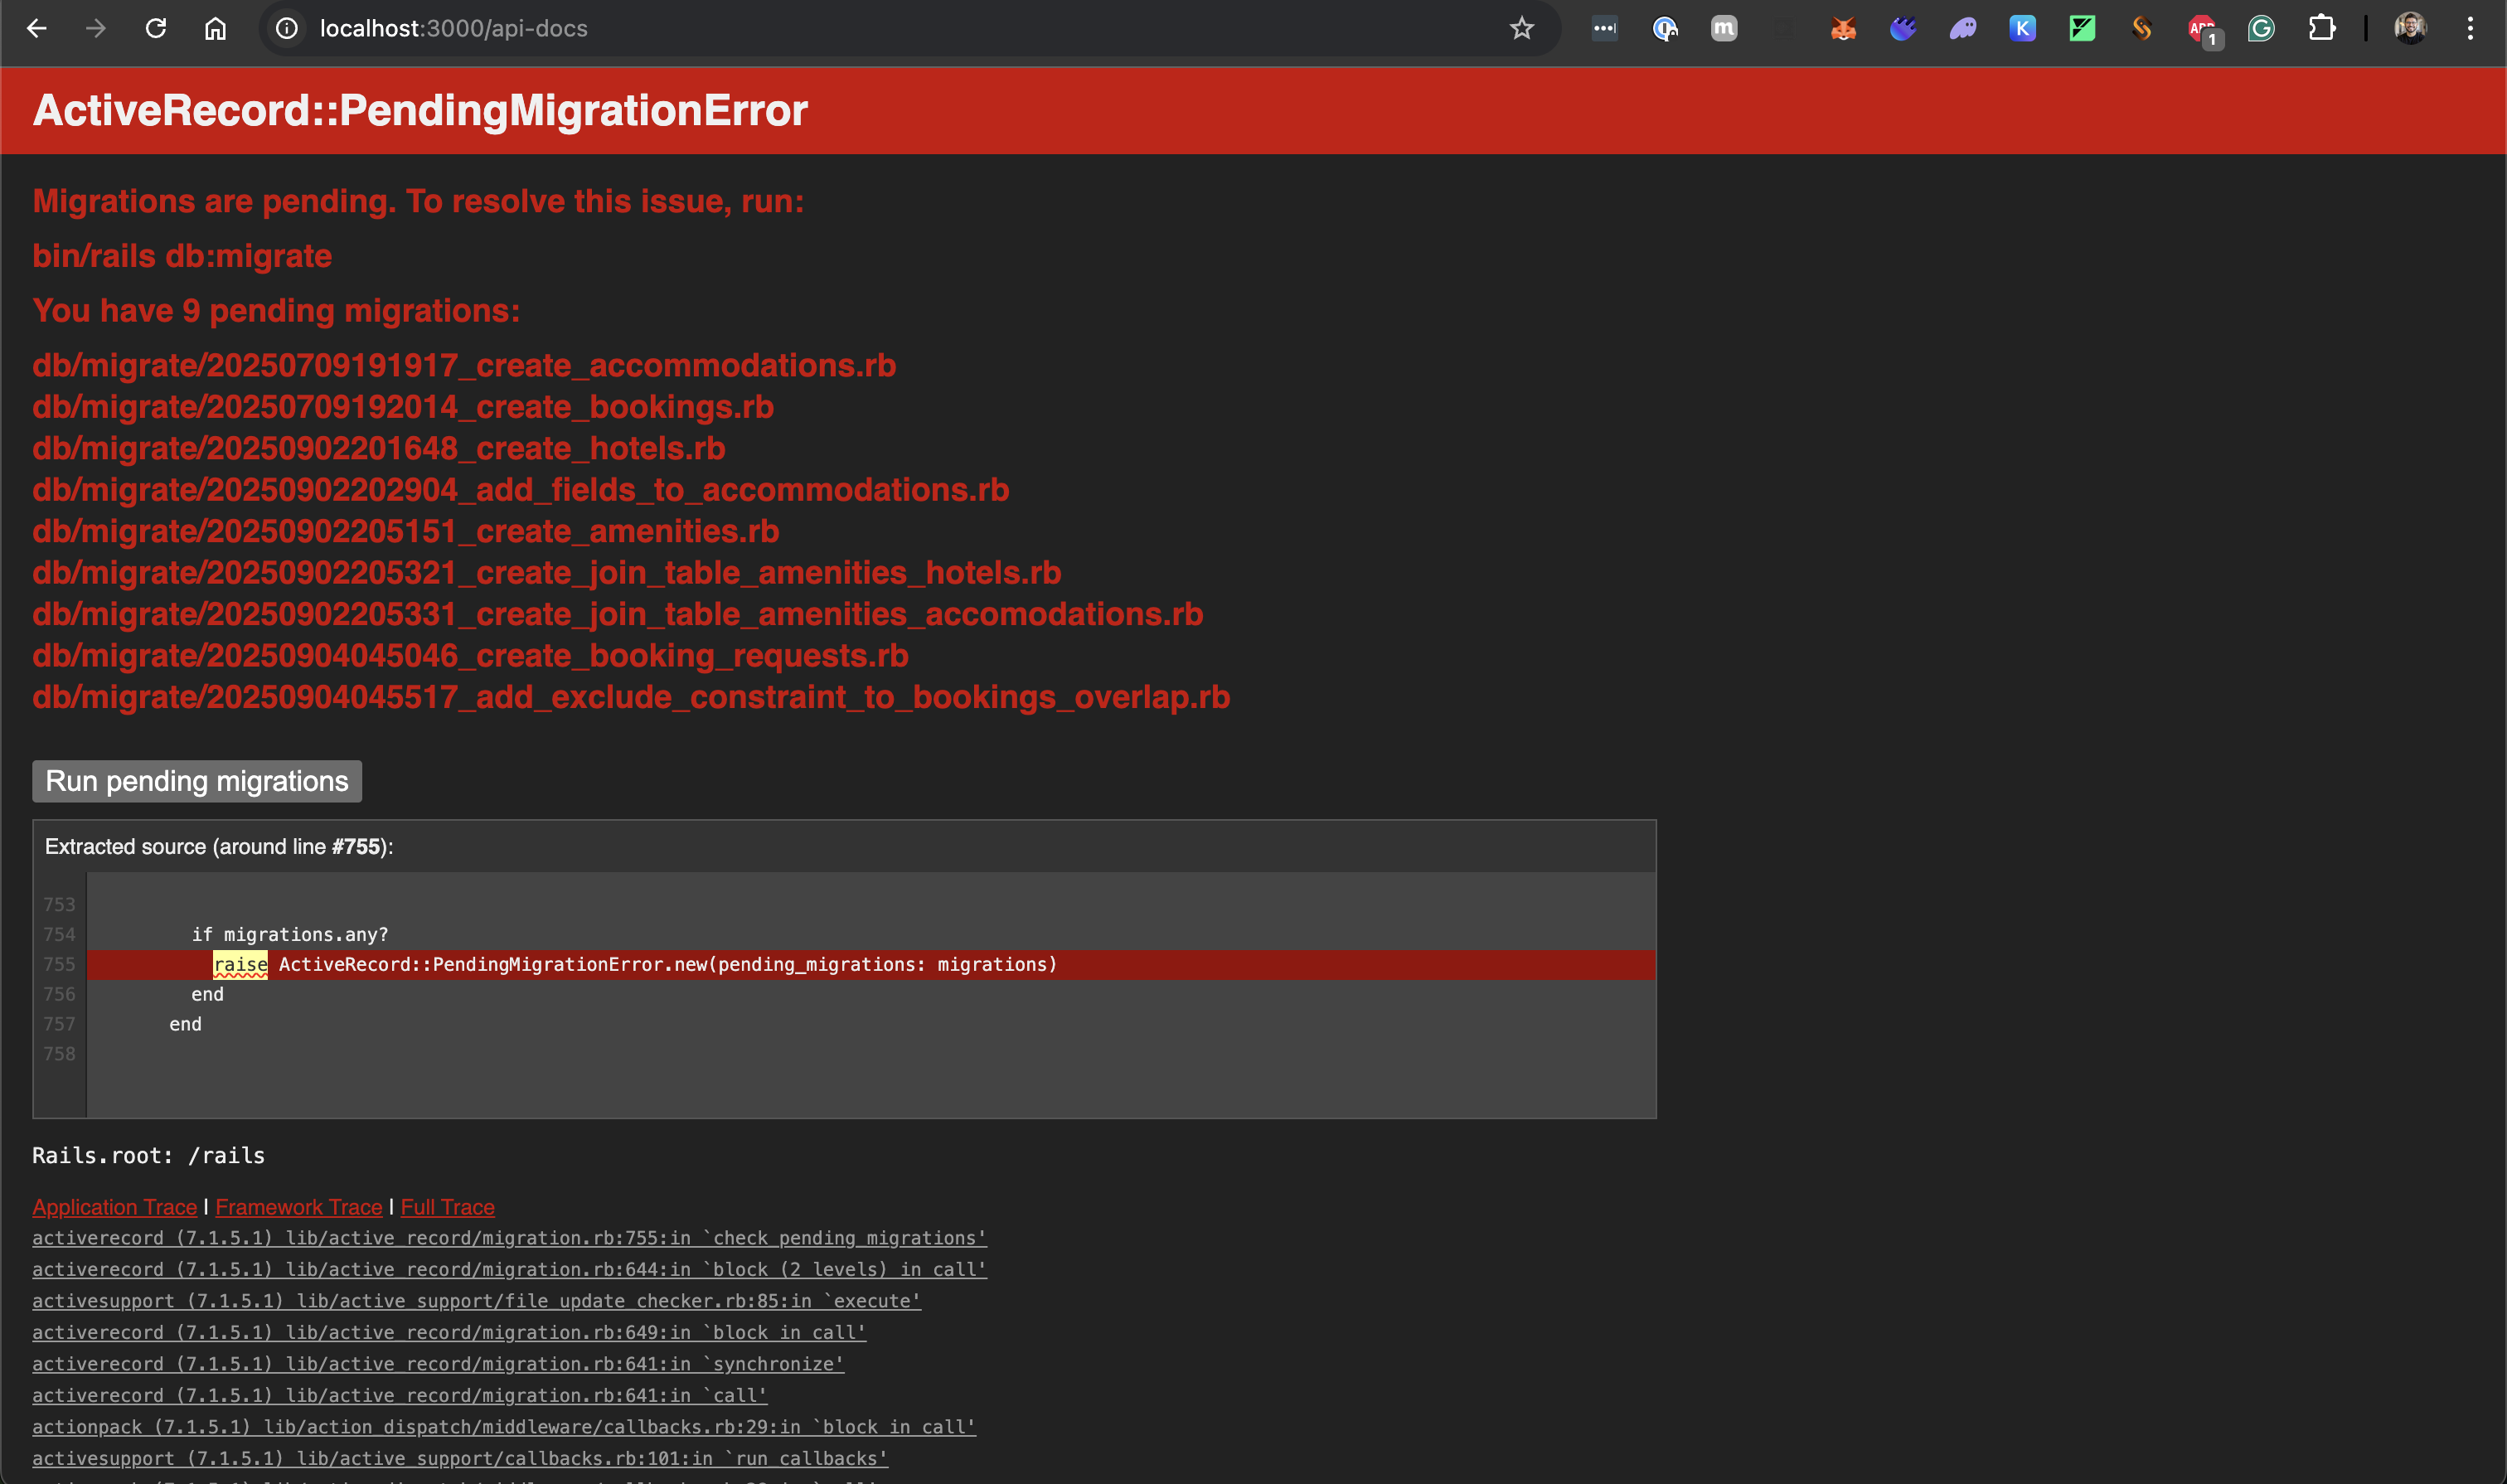 localhost:3000/api-docs
ActiveRecord::PendingMigrationError
Migrations are pending. To resolve this issue, run:
bin/rails db:migrate
You have 9 pending migrations:
db/migrate/20250709191917_create_accommodations.rb
db/migrate/20250709192014_create_bookings.rb
db/migrate/20250902201648_create_hotels.rb
db/migrate/20250902202904_add_fields_to_accommodations.rb
db/migrate/20250902205151_create_amenities.rb
db/migrate/20250902205321_create_join_table_amenities_hotels.rb
db/migrate/20250902205331_create_join_table_amenities_accomodations.rb
db/migrate/20250904045046_create_booking_requests.rb
db/migrate/20250904045517_add_exclude_constraint_to_bookings_overlap.rb
Run pending migrations
Extracted source (around line #755):
753
754 if migrations.any?
755 raise ActiveRecord::PendingMigrationError.new(pending_migrations: migrations)
756 end
757 end
758
Rails.root: /rails
Application Trace | Framework Trace | Full Trace
activerecord (7.1.5.1) lib/active_record/migration.rb:755:in `check_pending_migrations'
activerecord (7.1.5.1) lib/active_record/migration.rb:644:in `block (2 levels) in call'
activesupport (7.1.5.1) lib/active_support/file_update_checker.rb:85:in `execute'
activerecord (7.1.5.1) lib/active_record/migration.rb:649:in `block in call'
activerecord (7.1.5.1) lib/active_record/migration.rb:641:in `synchronize'
activerecord (7.1.5.1) lib/active_record/migration.rb:641:in `call'
actionpack (7.1.5.1) lib/action_dispatch/middleware/callbacks.rb:29:in `block in call'
activesupport (7.1.5.1) lib/active_support/callbacks.rb:101:in `run_callbacks'